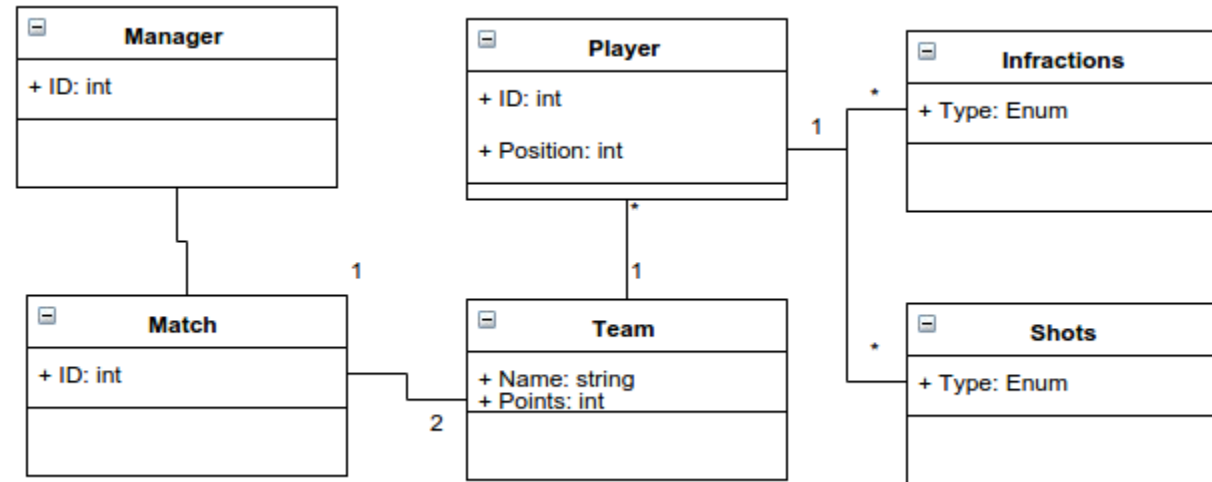 Manager
+ ID: int
Player
+ ID: int
+ Position: int
1
*
Infractions
+ Type: Enum
*
1
1
Match
+ ID: int
2
Team
+ Name: string
+ Points: int
*
Shots
+ Type: Enum